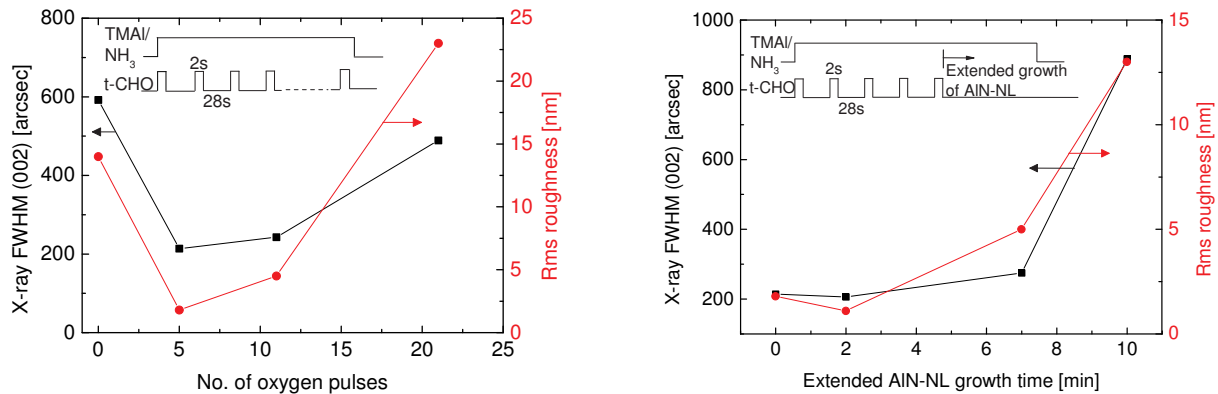 800
600
400
200
0
X-ray FWHM (002) [arcsec]
0 5 10 15 20 25
No. of oxygen pulses
25
20
15
10
5
0
Rms roughness [nm]
TMAl/
NH3
t-CHO
2s
28s
1000
800
600
400
200
X-ray FWHM (002) [arcsec]
0 2 4 6 8 10
Extended AlN-NL growth time [min]
15
10
5
0
Rms roughness [nm]
TMAl/
NH3
t-CHO
2s
28s
Extended growth
of AlN-NL